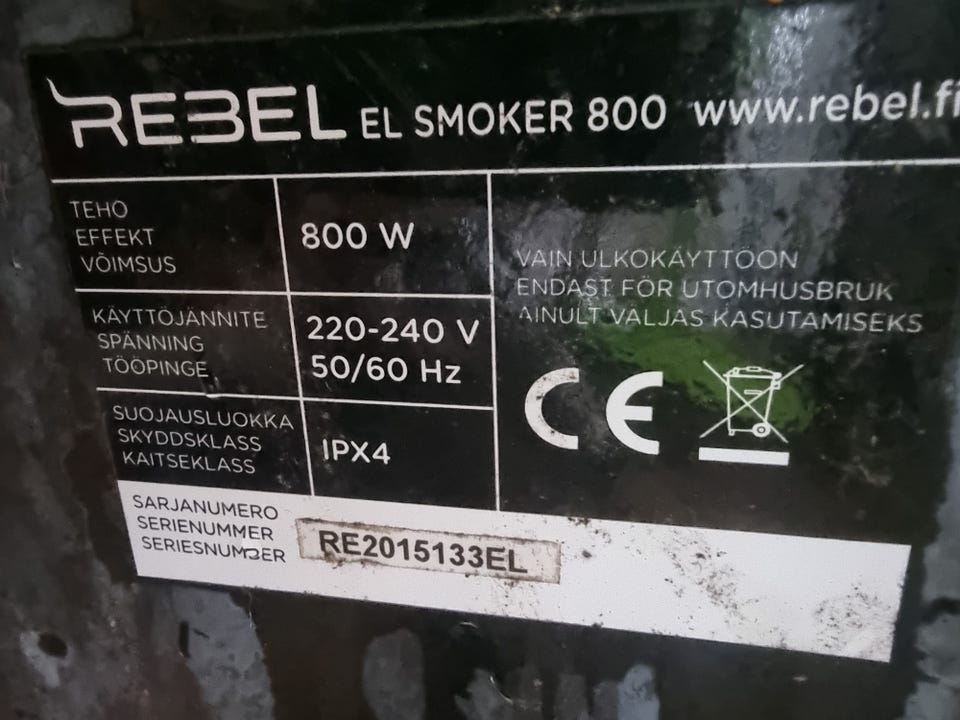 REBEL EL SMOKER 800 www.rebel.fi
TEHO
EFFEKT
VÕIMSUS
800 W
KÄYTTÖJÄNNITE
SPÄNNING
TÖÖPINGE
220-240 V
50/60 Hz
SUOJAUSLUOKKA
SKYDDSKLASS
KAITSEKLASS
IPX4
VAIN ULKOKÄYTTÖÖN
ENDAST FÖR UTOMHUSBRUK
AINULT VALJAS KASUTAMISEKS
CE
SARJANUMERO
SERIENUMMER
SERIESNUMBER
RE2015133EL